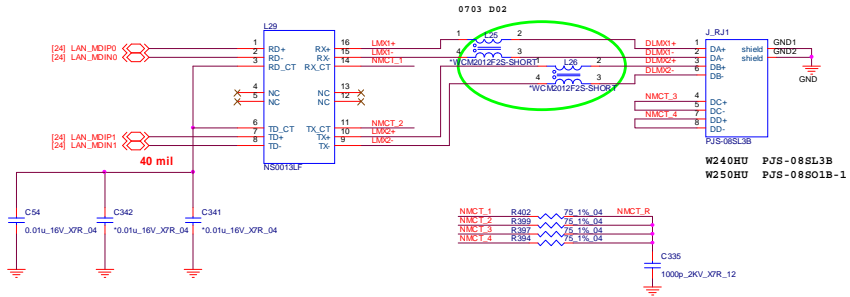 0703 D02
L29
[24] LAN_MDIP0
[24] LAN_MDIN0
1
2
3
RD+
RD-
RD_CT
RX+
RX-
RX_CT
16
15
14
LMX1+
LMX1-
NMCT_1
4
5
NC
NC
NC
NC
13
12
[24] LAN_MDIP1
[24] LAN_MDIN1
6
7
8
TD_CT
TD+
TD-
TX_CT
TX+
TX-
11
10
9
NMCT_2
LMX2+
LMX2-
NS0013LF
40 mil
1
L25
2
4
3
*WCM2012F2S-SHORT
1
L26
2
4
3
*WCM2012F2S-SHORT
DLMX1+
DLMX1-
DLMX2+
DLMX2-
NMCT_3
NMCT_4
J_RJ1
1
2
3
6
4
5
7
8
DA+
DA-
DB+
DB-
DC+
DC-
DD+
DD-
shield
shield
GND1
GND2
GND
PJS-08SL3B
W240HU PJS-08SL3B
W250HU PJS-08SO1B-1
C54
0.01u_16V_X7R_04
C342
*0.01u_16V_X7R_04
C341
*0.01u_16V_X7R_04
NMCT_1 R402 75_1%_04 NMCT_R
NMCT_2 R399 75_1%_04
NMCT_3 R397 75_1%_04
NMCT_4 R394 75_1%_04
C335
1000p_2KV_X7R_12